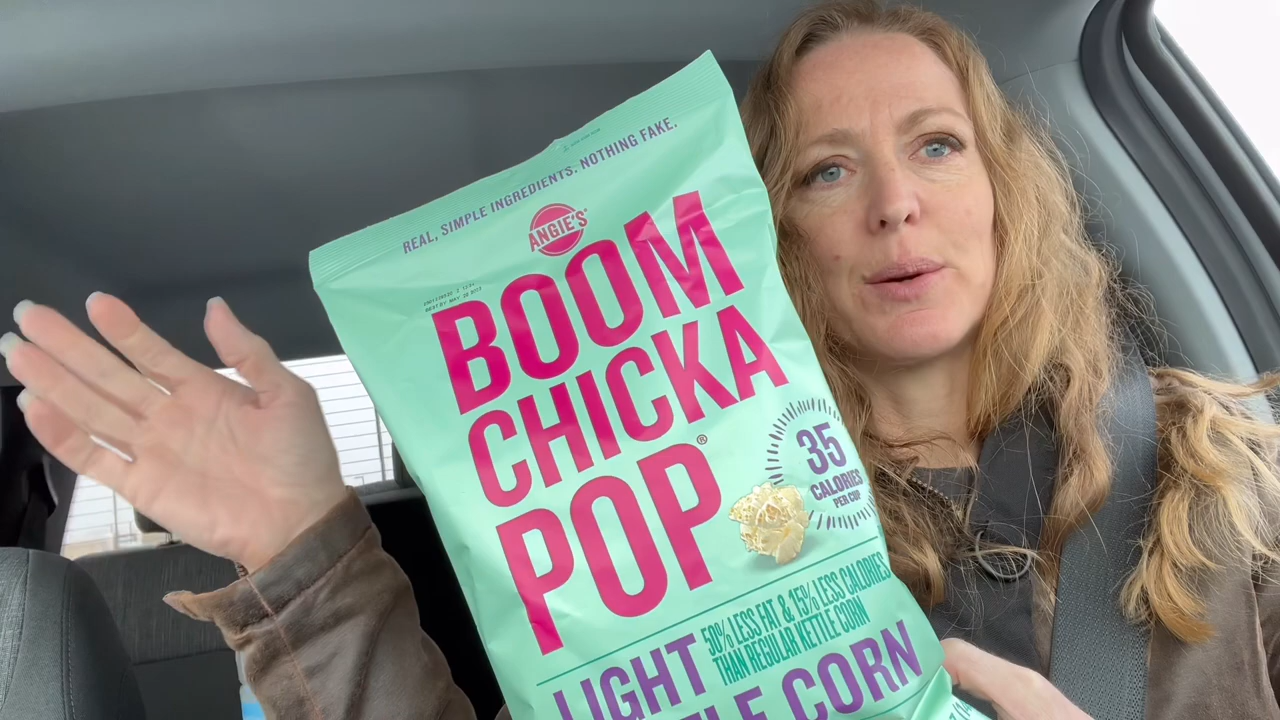 REAL, SIMPLE INGREDIENTS. NOTHING FAKE.
ANGIE'S®
BOOM
CHICKA
POP®
35
CALORIES
PER CUP
LIGHT
50% LESS FAT & 15% LESS CALORIES
THAN REGULAR KETTLE CORN
CORN